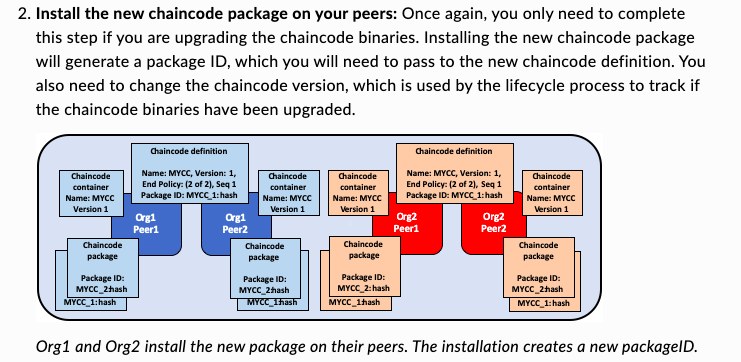 2. Install the new chaincode package on your peers: Once again, you only need to complete
this step if you are upgrading the chaincode binaries. Installing the new chaincode package
will generate a package ID, which you will need to pass to the new chaincode definition. You
also need to change the chaincode version, which is used by the lifecycle process to track if
the chaincode binaries have been upgraded.
Chaincode definition
Name: MYCC, Version: 1,
End Policy: (2 of 2), Seq 1
Package ID: MYCC_1:hash
Chaincode
container
Name: MYCC
Version 1
Org1
Peer1
Org1
Peer2
Chaincode
container
Name: MYCC
Version 1
Chaincode
package
Package ID:
MYCC_2:hash
MYCC_1:hash
Chaincode
package
Package ID:
MYCC_2:hash
MYCC_1:hash
Chaincode definition
Name: MYCC, Version: 1,
End Policy: (2 of 2), Seq 1
Package ID: MYCC_1:hash
Chaincode
container
Name: MYCC
Version 1
Org2
Peer1
Org2
Peer2
Chaincode
container
Name: MYCC
Version 1
Chaincode
package
Package ID:
MYCC_2:hash
MYCC_1:hash
Chaincode
package
Package ID:
MYCC_2:hash
MYCC_1:hash
Org1 and Org2 install the new package on their peers. The installation creates a new packageID.